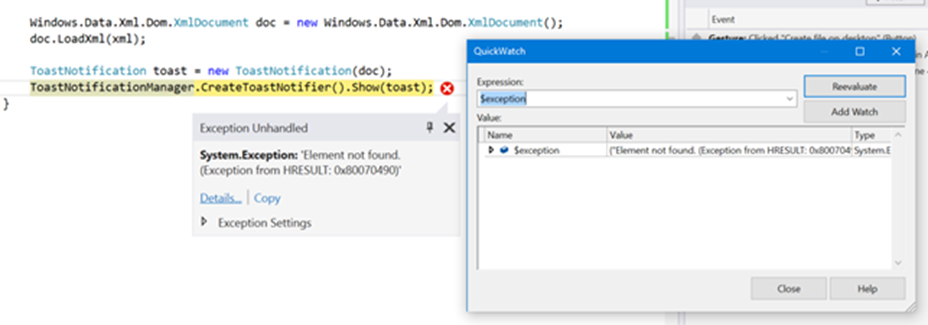 Windows.Data.Xml.Dom.XmlDocument doc = new Windows.Data.Xml.Dom.XmlDocument();
doc.LoadXml(xml);
ToastNotification toast = new ToastNotification(doc);
ToastNotificationManager.CreateToastNotifier().Show(toast);
}
Exception Unhandled
System.Exception: 'Element not found.
(Exception from HRESULT: 0x80070490)'
Details... | Copy
Exception Settings
Event
Gesture: Clicked "Create file on desktop" (Button)
QuickWatch
Expression:
$exception
Reevaluate
Add Watch
Value:
Name Value Type
$exception {"Element not found. (Exception from HRESULT: 0x8007049 System.E
Close
Help